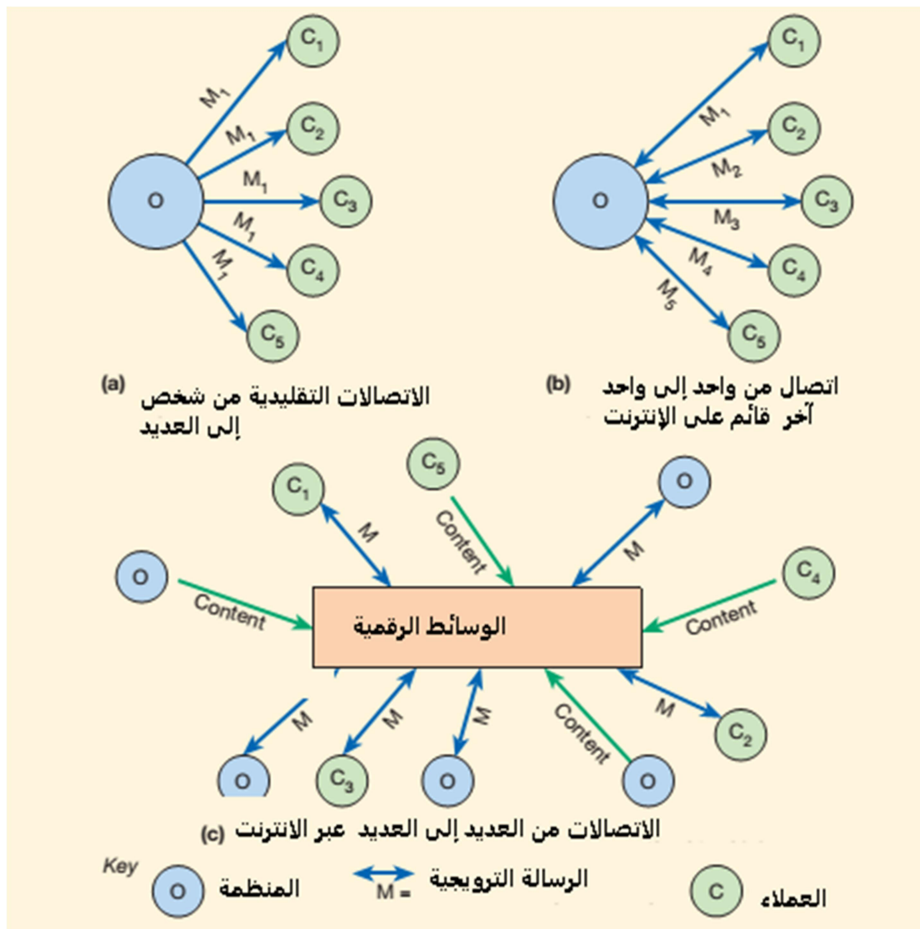 C1
M1
C2
M1
O
M1
C3
M1
C4
M1
C5
(a) الاتصالات التقليدية من شخص
إلى العديد
C1
M1
C2
M2
O
M3
C3
M4
C4
M5
C5
(b) اتصال من واحد إلى واحد
آخر قائم على الإنترنت
C1
C5
O
M
Content
M
O
Content
C4
Content
الوسائط الرقمية
M
M
M
Content
M
C2
O
C3
O
O
(c) الاتصالات من العديد إلى العديد عبر الانترنت
Key
O المنظمة
M = الرسالة الترويجية
C العملاء